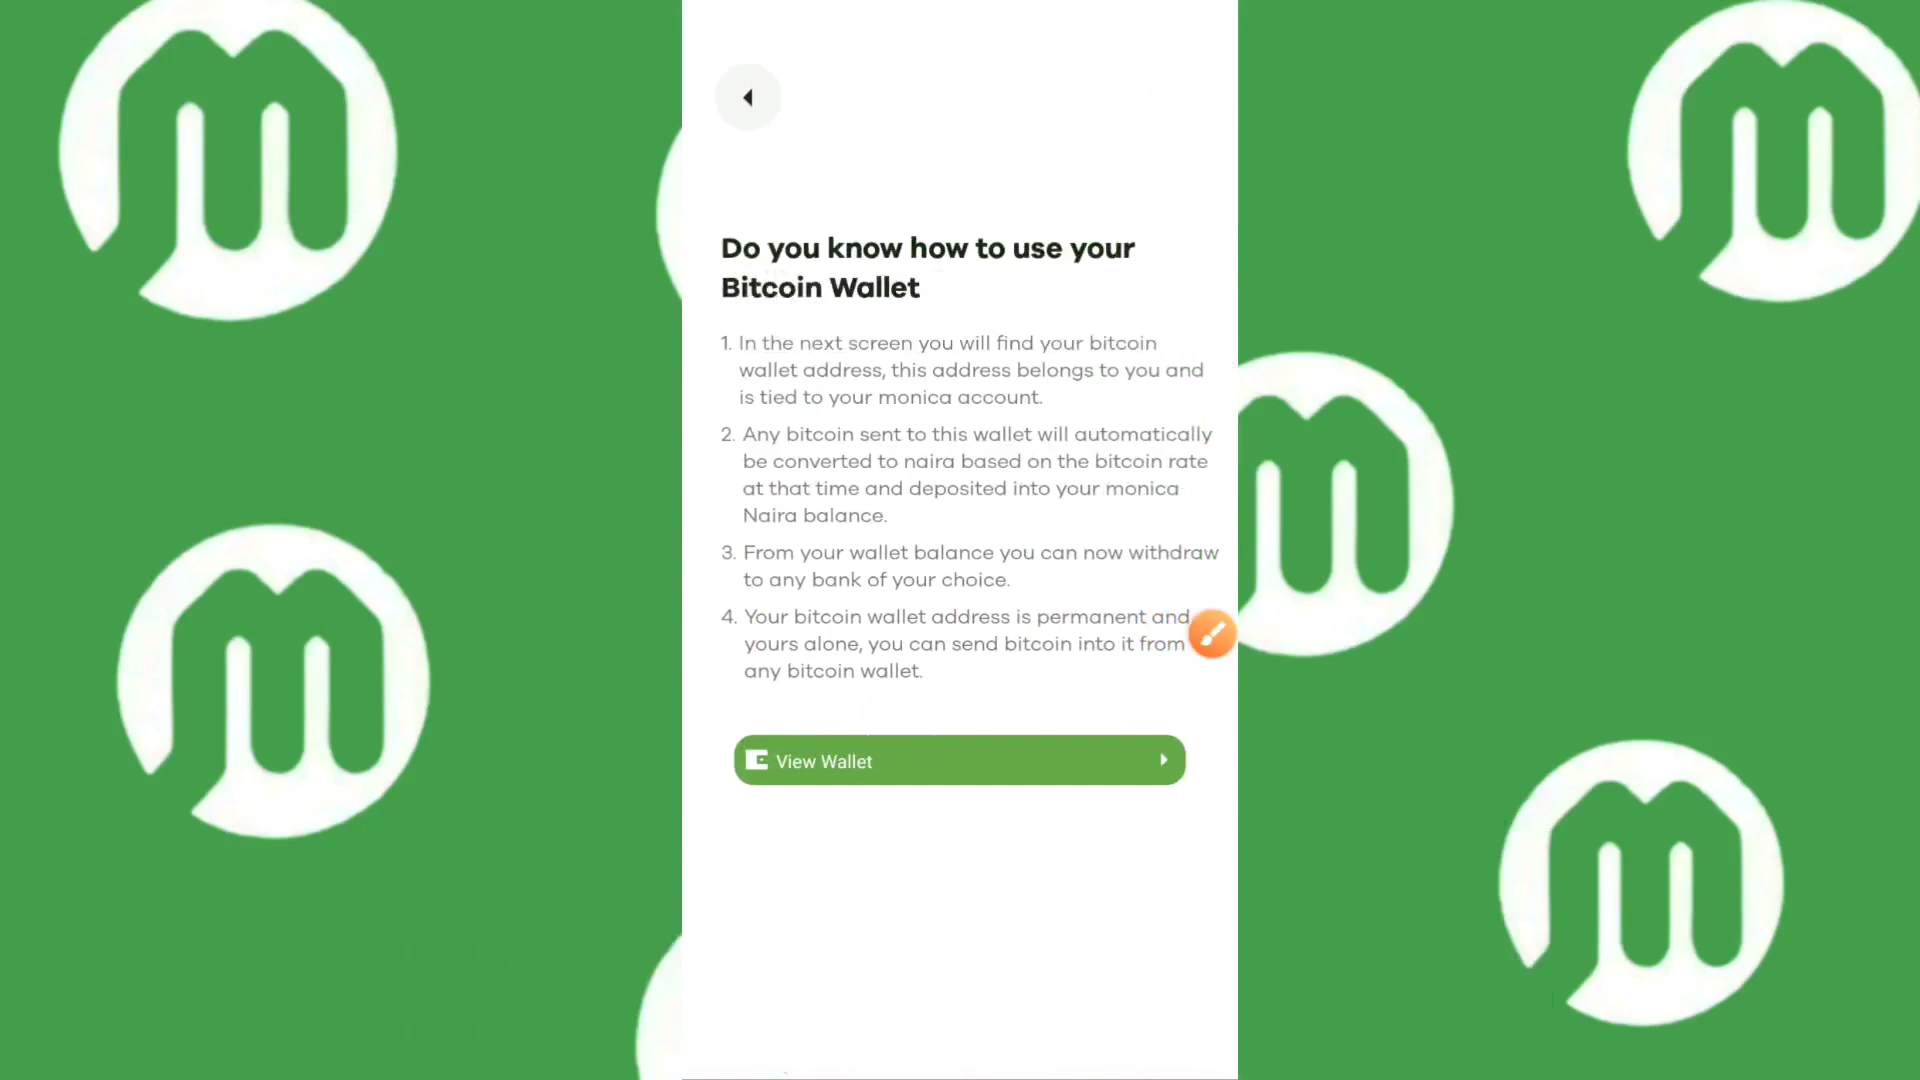 Do you know how to use your
Bitcoin Wallet
1. In the next screen you will find your bitcoin
wallet address, this address belongs to you and
is tied to your monica account.
2. Any bitcoin sent to this wallet will automatically
be converted to naira based on the bitcoin rate
at that time and deposited into your monica
Naira balance.
3. From your wallet balance you can now withdraw
to any bank of your choice.
4. Your bitcoin wallet address is permanent and
yours alone, you can send bitcoin into it from
any bitcoin wallet.
View Wallet